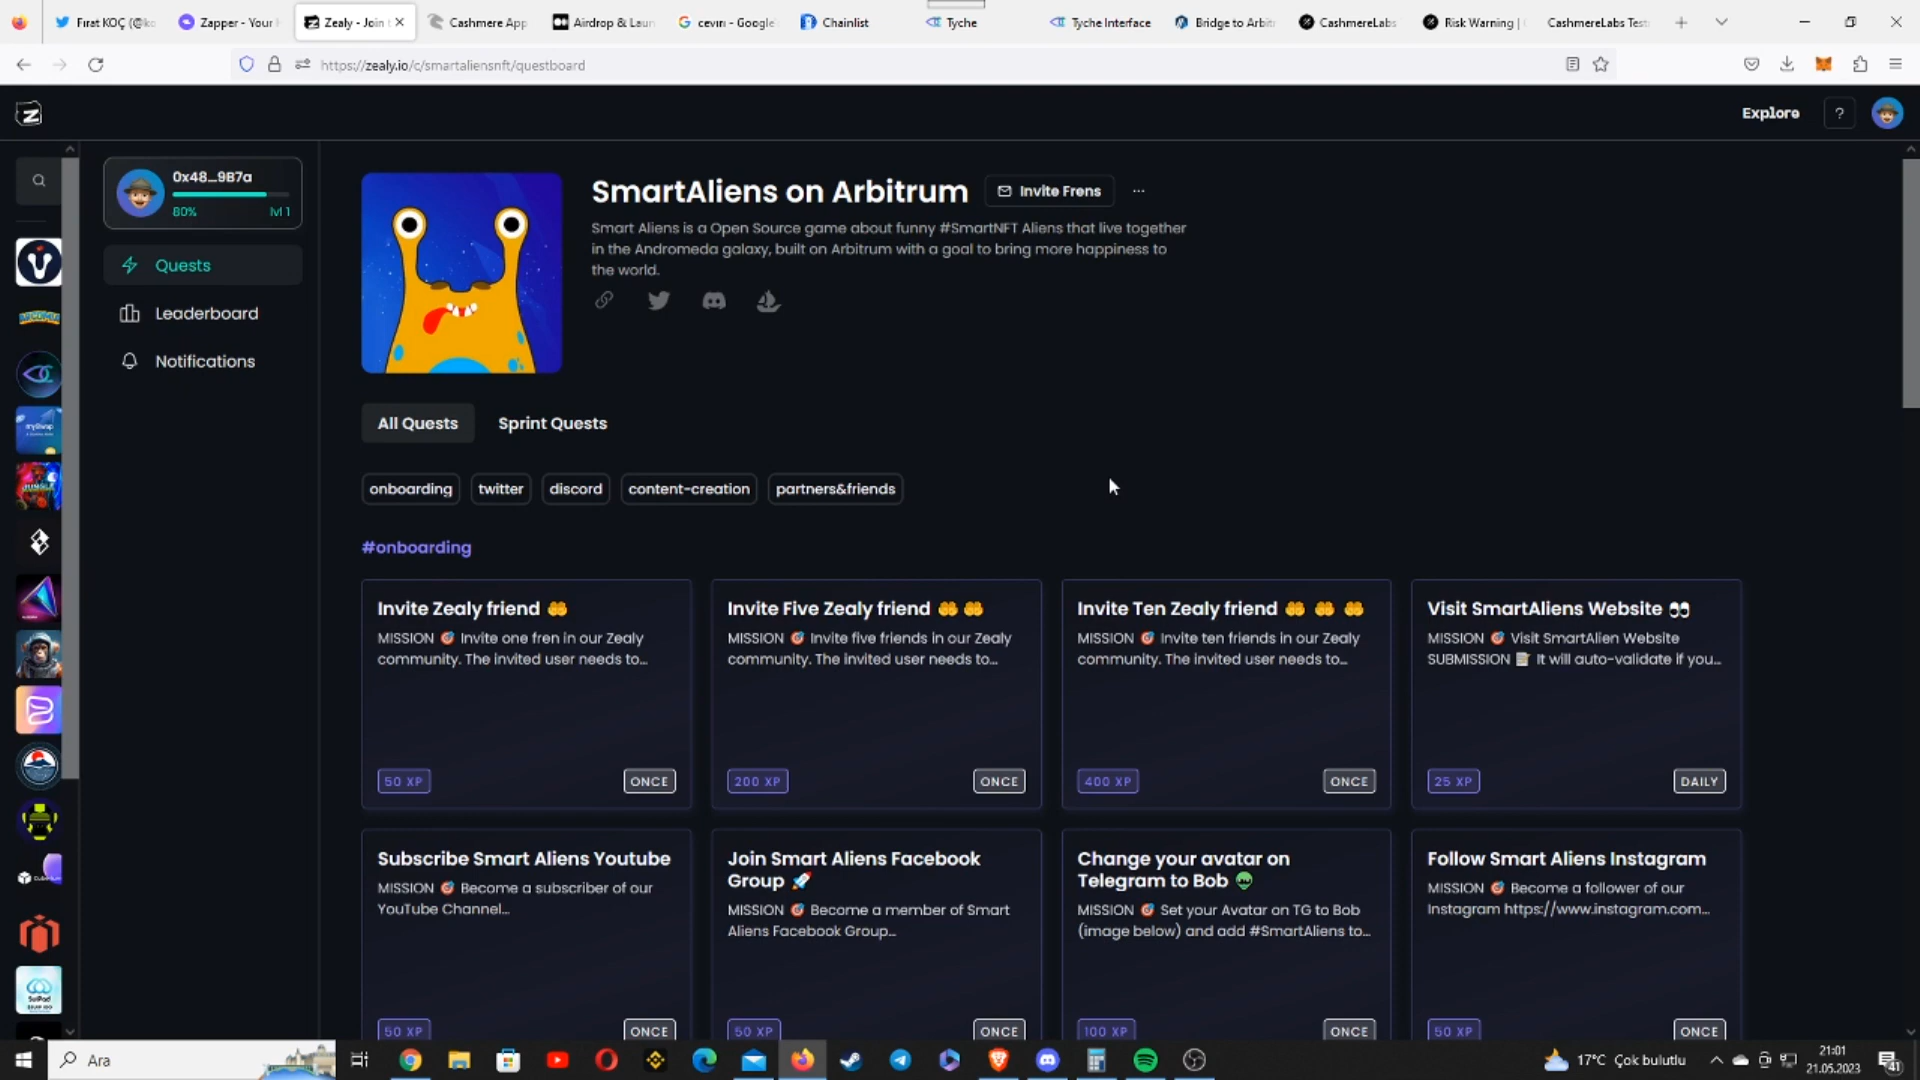 Fırat KOÇ (@ko
Zapper - Your
Zealy - Join
Cashmere App
Airdrop & Laun
ceviri - Google
Chainlist
Tyche
Tyche Interface
Bridge to Arbit
CashmereLabs
Risk Warning |
CashmereLabs Test
https://zealy.io/c/smartaliensnft/questboard
Explore
?
0x48_9B7a
80%
lvl 1
Quests
Leaderboard
Notifications
SmartAliens on Arbitrum
Invite Frens
...
Smart Aliens is a Open Source game about funny #SmartNFT Aliens that live together
in the Andromeda galaxy, built on Arbitrum with a goal to bring more happiness to
the world.
All Quests
Sprint Quests
onboarding
twitter
discord
content-creation
partners&friends
#onboarding
Invite Zealy friend 🤲
MISSION 🎯 Invite one fren in our Zealy
community. The invited user needs to...
50 XP
ONCE
Invite Five Zealy friend 🤲 🤲
MISSION 🎯 Invite five friends in our Zealy
community. The invited user needs to...
200 XP
ONCE
Invite Ten Zealy friend 🤲 🤲 🤲
MISSION 🎯 Invite ten friends in our Zealy
community. The invited user needs to...
400 XP
ONCE
Visit SmartAliens Website 👀
MISSION 🎯 Visit SmartAlien Website
SUBMISSION 📝 It will auto-validate if you...
25 XP
DAILY
Subscribe Smart Aliens Youtube
MISSION 🎯 Become a subscriber of our
YouTube Channel...
50 XP
ONCE
Join Smart Aliens Facebook
Group 🚀
MISSION 🎯 Become a member of Smart
Aliens Facebook Group...
50 XP
ONCE
Change your avatar on
Telegram to Bob 👽
MISSION 🎯 Set your Avatar on TG to Bob
(image below) and add #SmartAliens to...
100 XP
ONCE
Follow Smart Aliens Instagram
MISSION 🎯 Become a follower of our
Instagram https://www.instagram.com...
50 XP
ONCE
Ara
17°C Çok bulutlu
21:01
21.05.2023
41